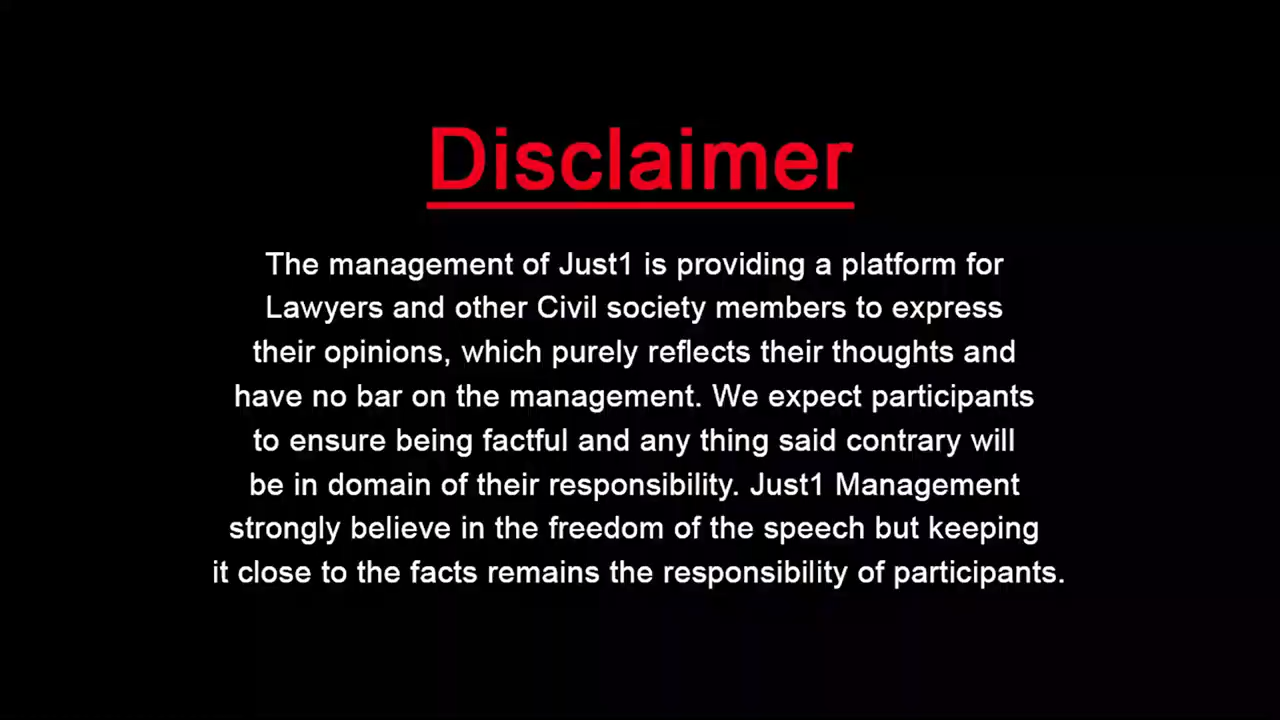 Disclaimer
The management of Just1 is providing a platform for
Lawyers and other Civil society members to express
their opinions, which purely reflects their thoughts and
have no bar on the management. We expect participants
to ensure being factful and any thing said contrary will
be in domain of their responsibility. Just1 Management
strongly believe in the freedom of the speech but keeping
it close to the facts remains the responsibility of participants.